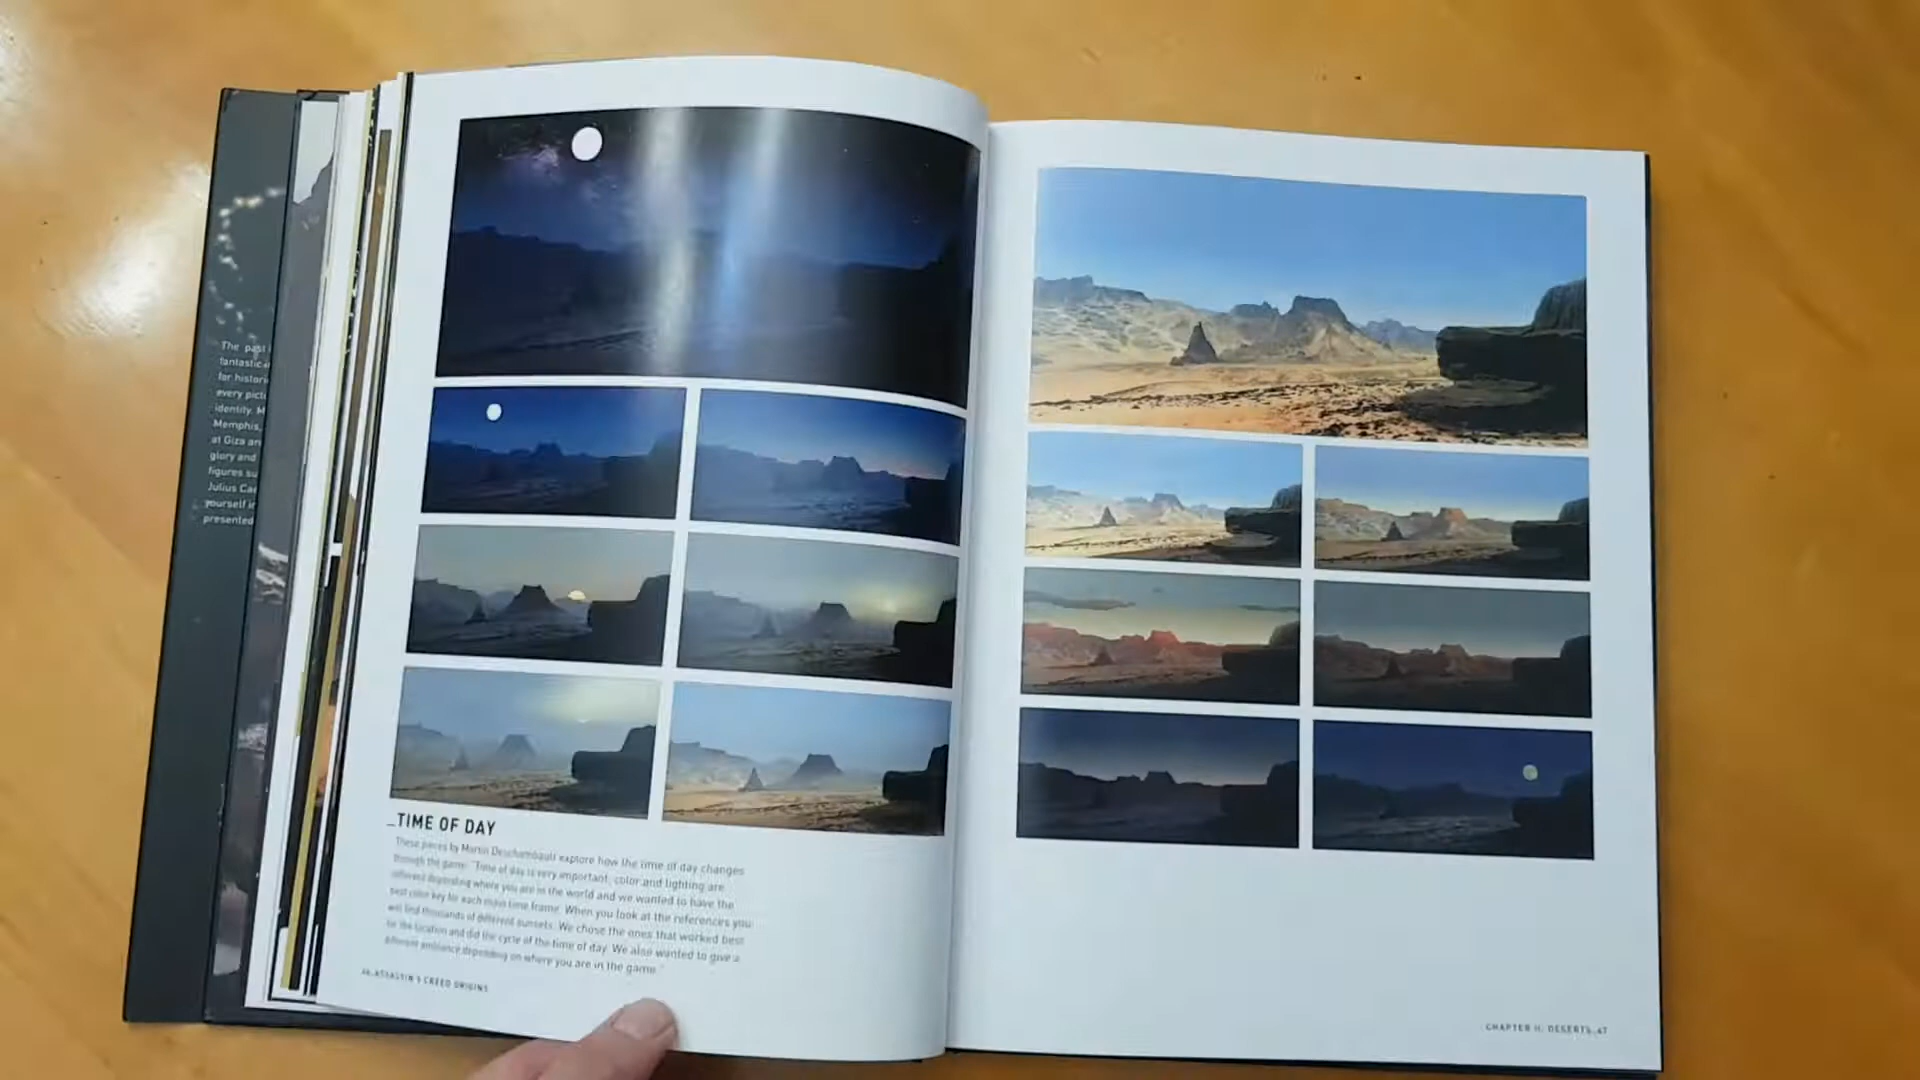 The past
fantastic
for histori
every pict
identity. M
Memphis,
at Giza an
glory and
figures su
Julius Cae
yourself in
presented
_TIME OF DAY
These pieces by Martin Deschambault explore how the time of day changes
through the game. "Time of day is very important, color and lighting are
different depending where you are in the world and we wanted to have the
best color key for each main time frame. When you look at the references you
will find thousands of different sunsets. We chose the ones that worked best
for the location and did the cycle of the time of day. We also wanted to give a
different ambiance depending on where you are in the game."
46_ASSASSIN'S CREED ORIGINS
CHAPTER II: DESERTS_47